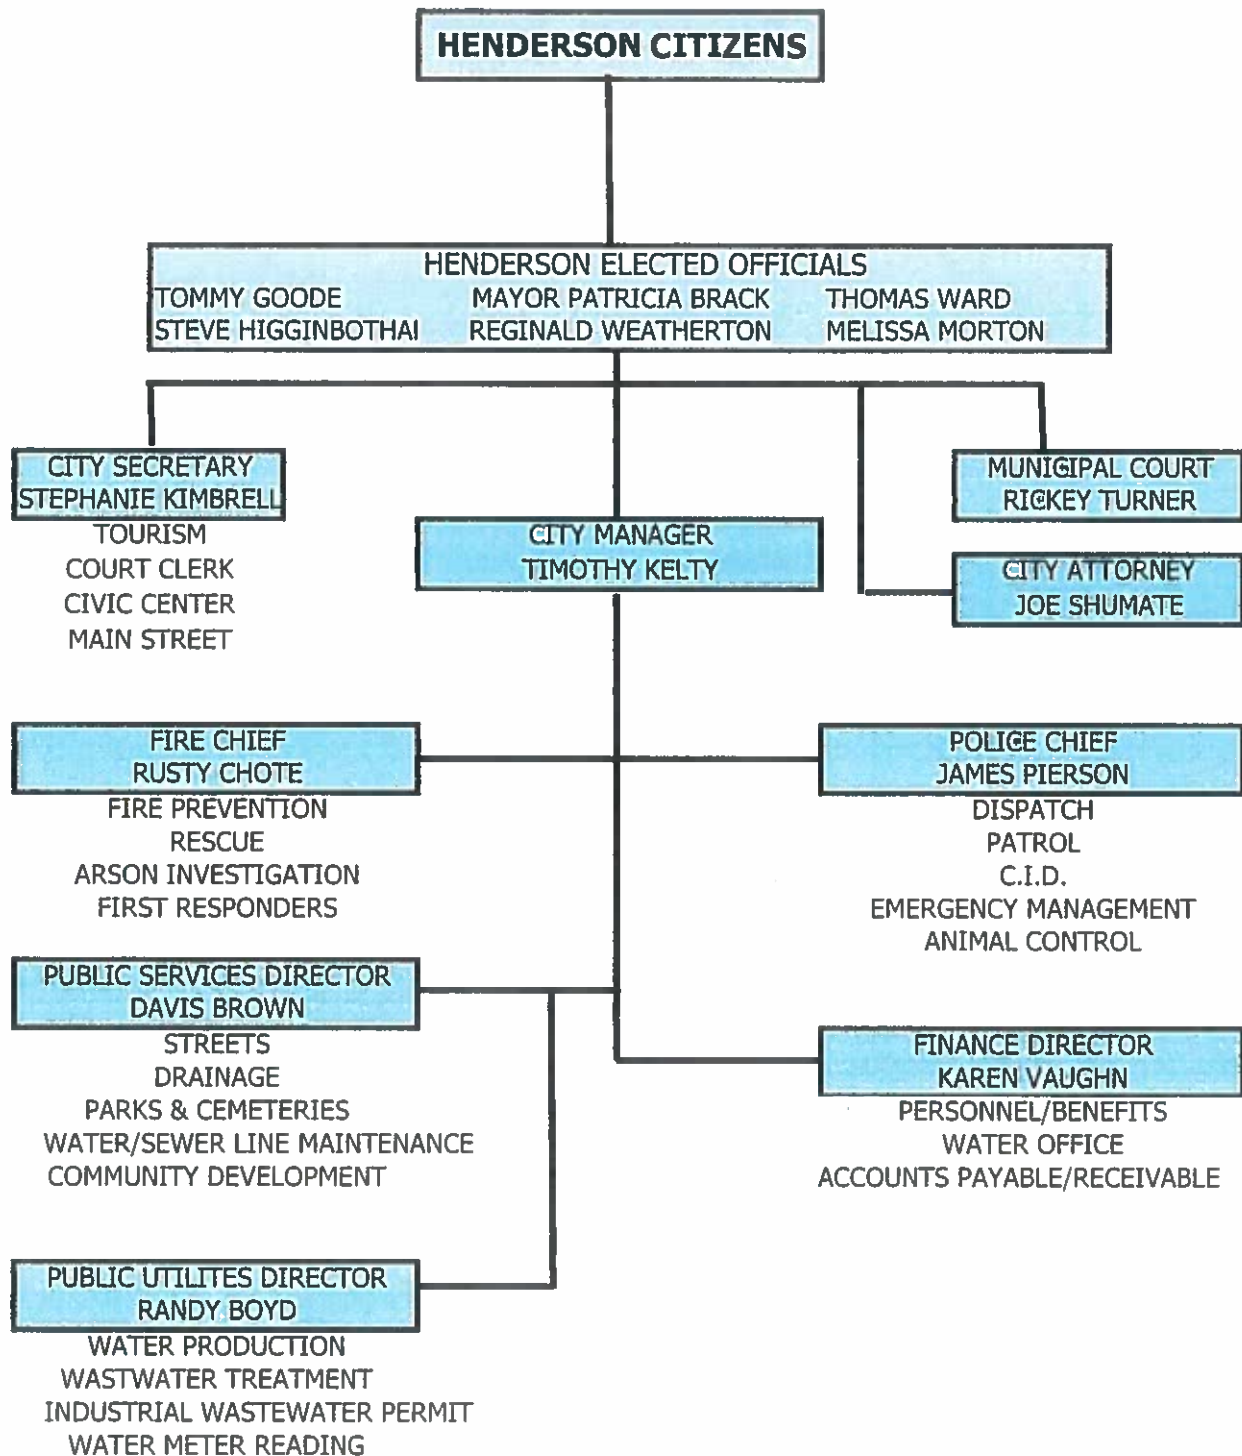 HENDERSON CITIZENS
HENDERSON ELECTED OFFICIALS
TOMMY GOODE MAYOR PATRICIA BRACK THOMAS WARD
STEVE HIGGINBOTHAI REGINALD WEATHERTON MELISSA MORTON
CITY SECRETARY
STEPHANIE KIMBRELL
TOURISM
COURT CLERK
CIVIC CENTER
MAIN STREET
CITY MANAGER
TIMOTHY KELTY
MUNICIPAL COURT
RICKEY TURNER
CITY ATTORNEY
JOE SHUMATE
FIRE CHIEF
RUSTY CHOTE
FIRE PREVENTION
RESCUE
ARSON INVESTIGATION
FIRST RESPONDERS
POLICE CHIEF
JAMES PIERSON
DISPATCH
PATROL
C.I.D.
EMERGENCY MANAGEMENT
ANIMAL CONTROL
PUBLIC SERVICES DIRECTOR
DAVIS BROWN
STREETS
DRAINAGE
PARKS & CEMETERIES
WATER/SEWER LINE MAINTENANCE
COMMUNITY DEVELOPMENT
FINANCE DIRECTOR
KAREN VAUGHN
PERSONNEL/BENEFITS
WATER OFFICE
ACCOUNTS PAYABLE/RECEIVABLE
PUBLIC UTILITES DIRECTOR
RANDY BOYD
WATER PRODUCTION
WASTWATER TREATMENT
INDUSTRIAL WASTEWATER PERMIT
WATER METER READING